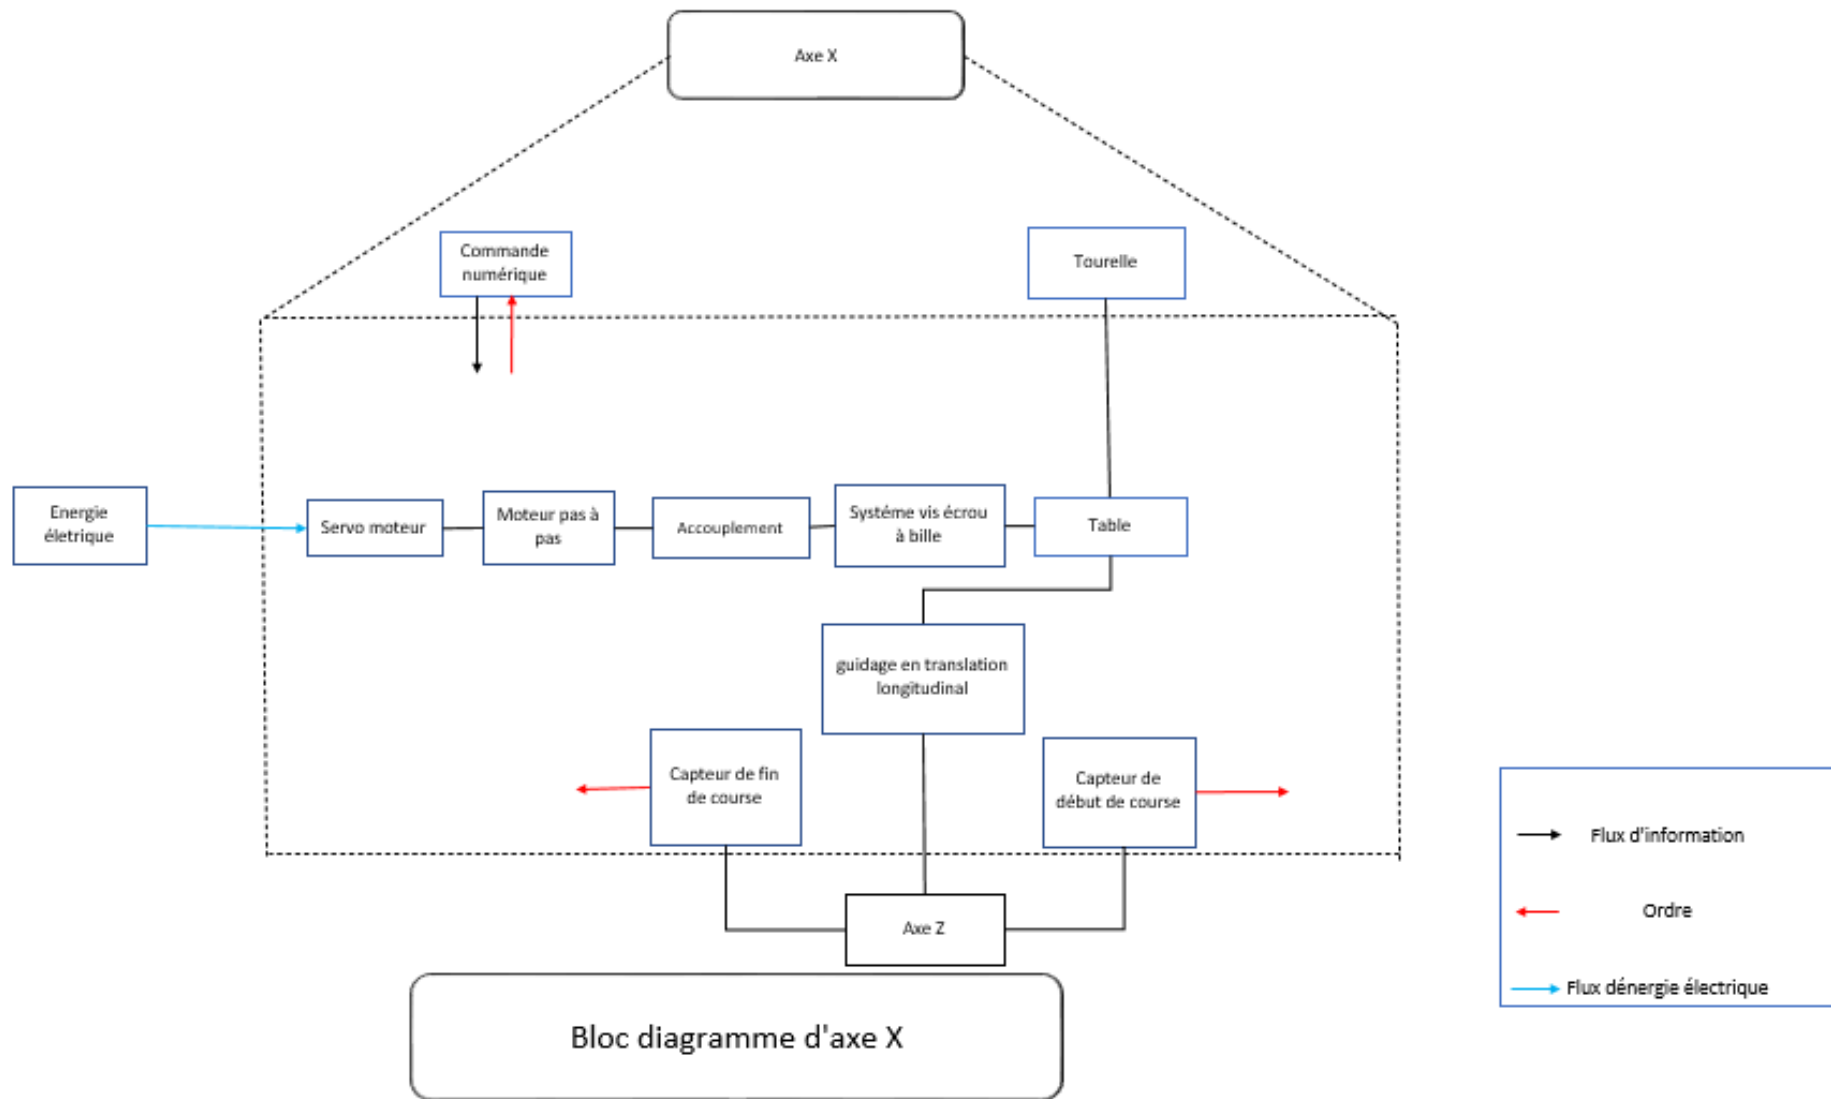 Axe X
Commande
numérique
Tourelle
Energie
életrique
Servo moteur
Moteur pas à
pas
Accouplement
Systéme vis écrou
à bille
Table
guidage en translation
longitudinal
Capteur de fin
de course
Capteur de
début de course
Axe Z
Flux d'information
Ordre
Flux dénergie électrique
Bloc diagramme d'axe X